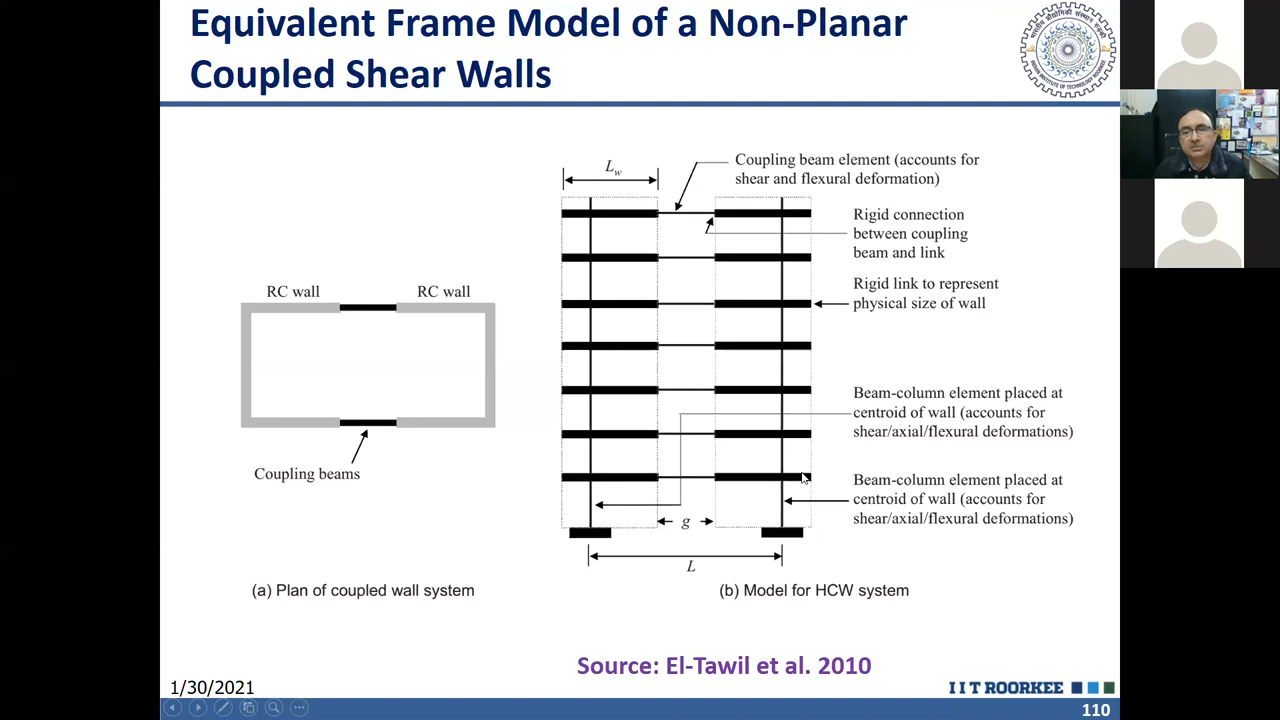 Equivalent Frame Model of a Non-Planar
Coupled Shear Walls
L_w
Coupling beam element (accounts for
shear and flexural deformation)
Rigid connection
between coupling
beam and link
Rigid link to represent
physical size of wall
RC wall
RC wall
Beam-column element placed at
centroid of wall (accounts for
shear/axial/flexural deformations)
Coupling beams
Beam-column element placed at
centroid of wall (accounts for
shear/axial/flexural deformations)
g
L
(a) Plan of coupled wall system
(b) Model for HCW system
Source: El-Tawil et al. 2010
1/30/2021
I I T ROORKEE
110